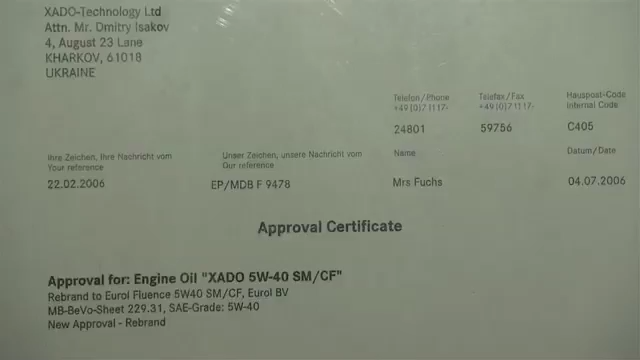 XADO-Technology Ltd
Attn. Mr. Dmitry Isakov
4, August 23 Lane
KHARKOV, 61018
UKRAINE
Telefon/Phone Telefax/Fax Hauspost-Code
+49 (0)7 11 17- +49 (0)7 11 17- Internal Code
24801 59756 C405
Ihre Zeichen, Ihre Nachricht vom Unser Zeichen, unsere Nachricht vom Name Datum/Date
Your reference Our reference
22.02.2006 EP/MDB F 9478 Mrs Fuchs 04.07.2006
Approval Certificate
Approval for: Engine Oil "XADO 5W-40 SM/CF"
Rebrand to Eurol Fluence 5W40 SM/CF, Eurol BV
MB-BeVo-Sheet 229.31, SAE-Grade: 5W-40
New Approval - Rebrand